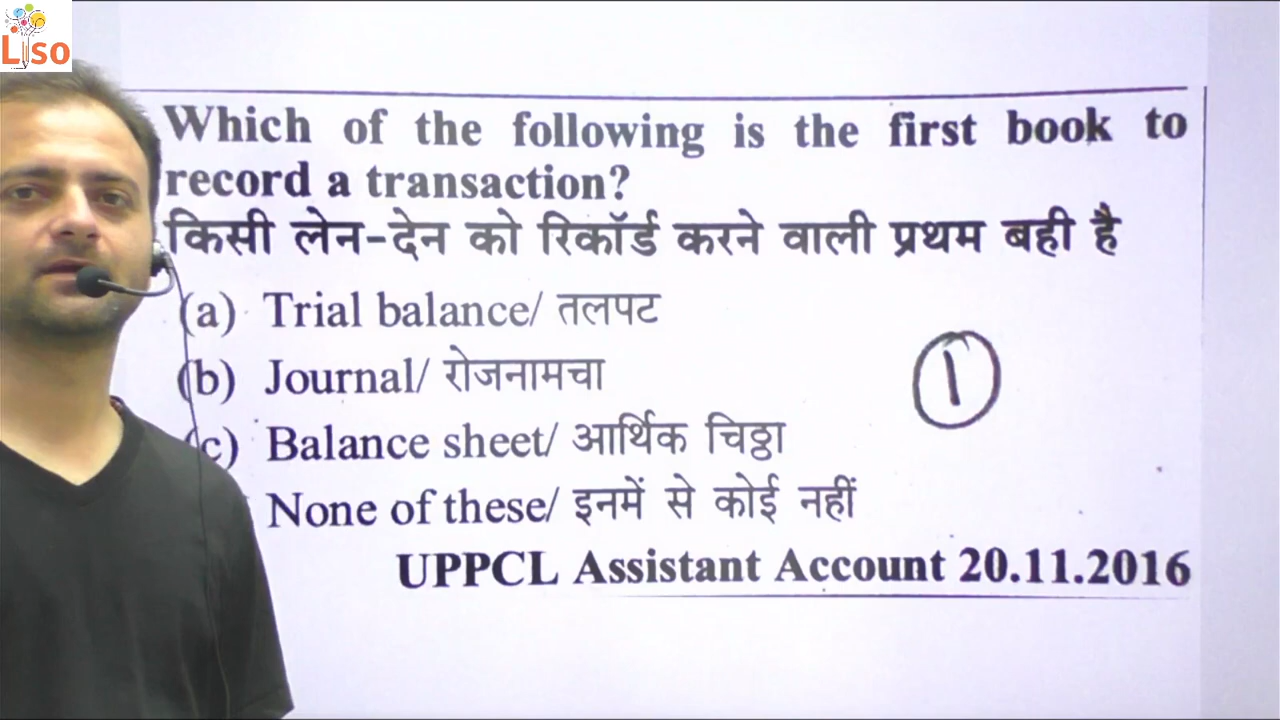 Liso
Which of the following is the first book to
record a transaction?
किसी लेन-देन को रिकॉर्ड करने वाली प्रथम बही है
(a) Trial balance/ तलपट
(b) Journal/ रोजनामचा
(c) Balance sheet/ आर्थिक चिठ्ठा
None of these/ इनमें से कोई नहीं
UPPCL Assistant Account 20.11.2016
1